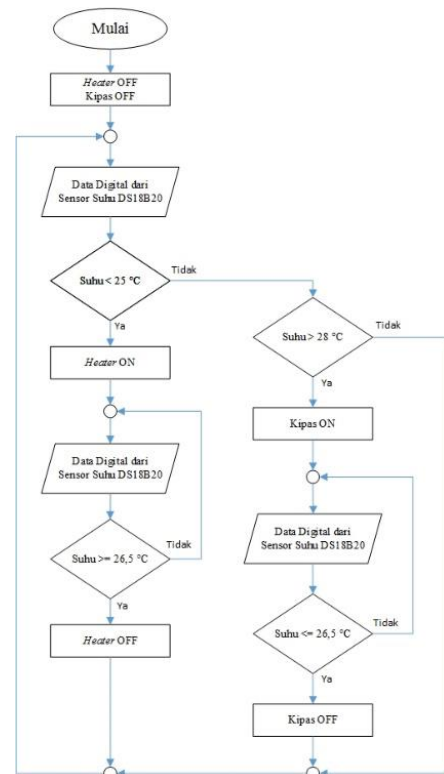 Mulai
Heater OFF
Kipas OFF
Data Digital dari
Sensor Suhu DS18B20
Suhu < 25 °C
Tidak
Ya
Heater ON
Data Digital dari
Sensor Suhu DS18B20
Suhu >= 26,5 °C
Tidak
Ya
Heater OFF
Suhu > 28 °C
Tidak
Ya
Kipas ON
Data Digital dari
Sensor Suhu DS18B20
Suhu <= 26,5 °C
Tidak
Ya
Kipas OFF